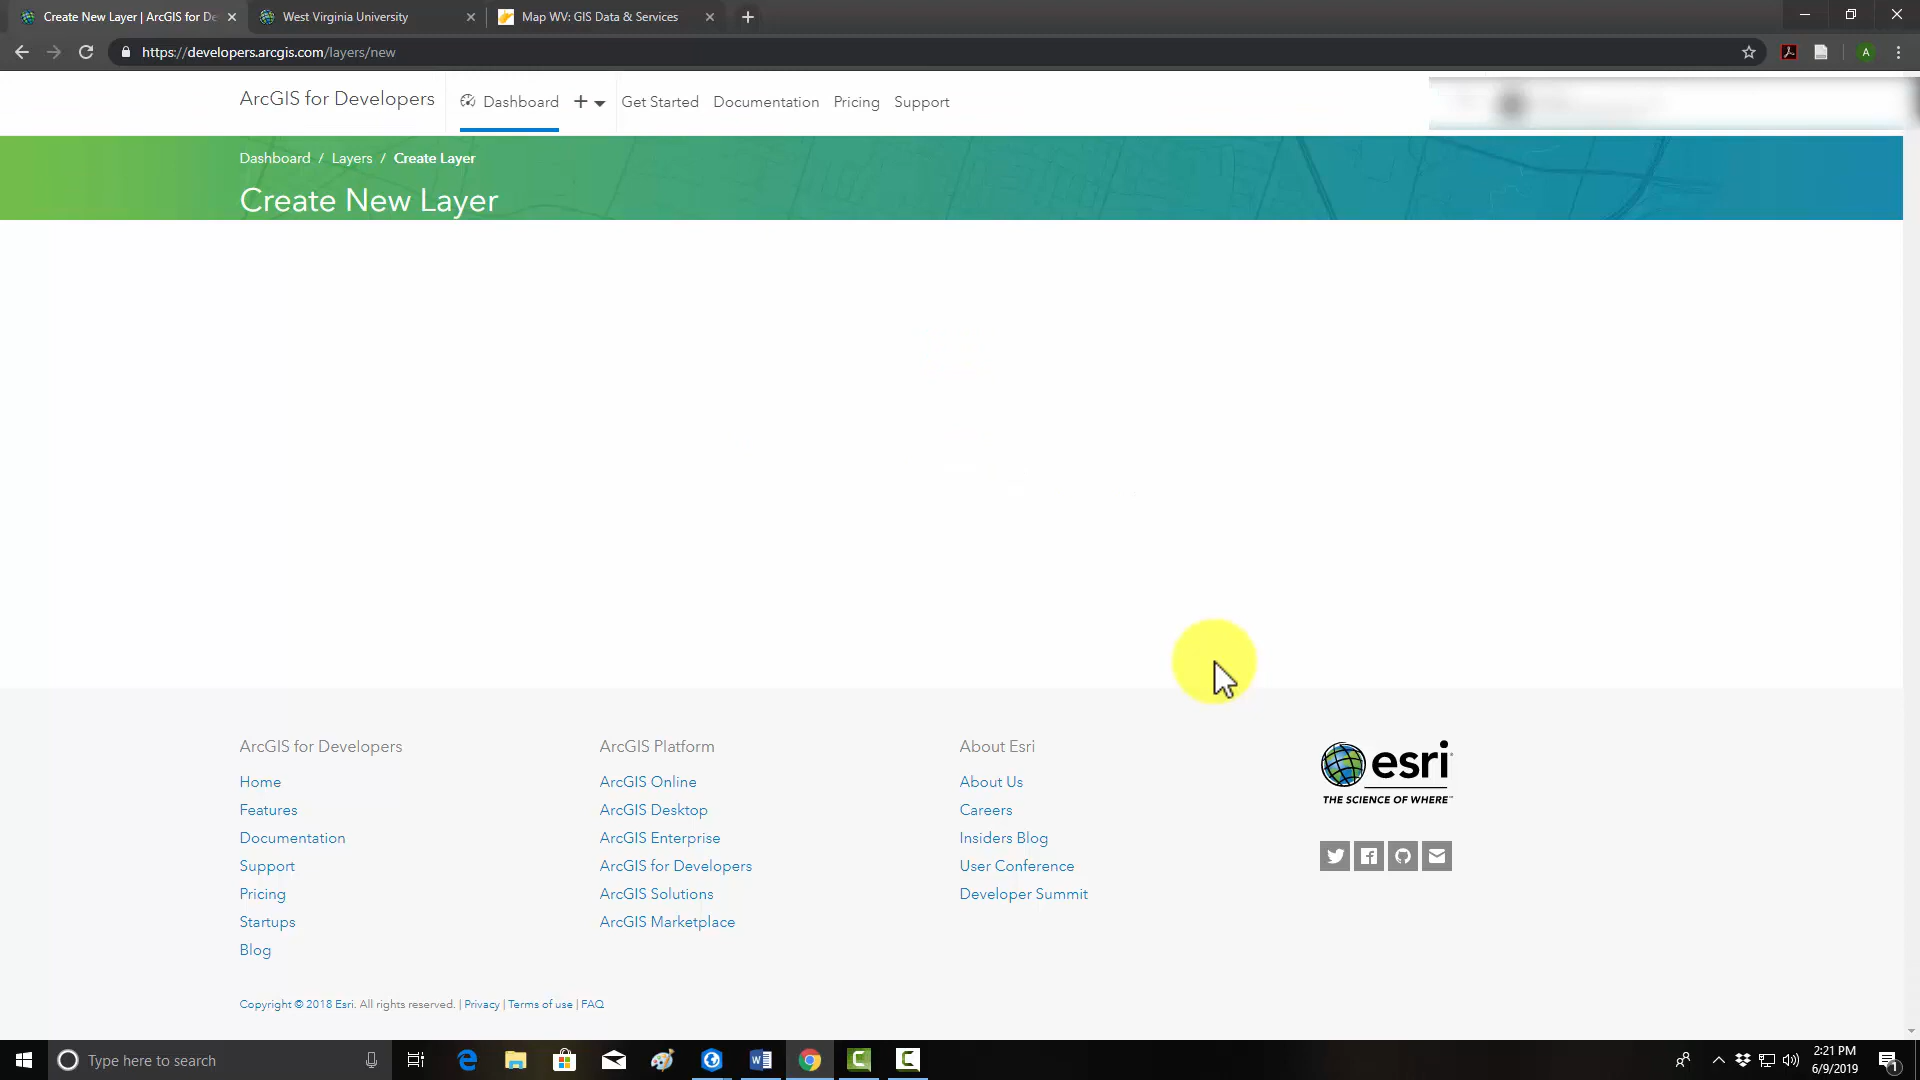 Create New Layer | ArcGIS for De
West Virginia University
Map WV: GIS Data & Services
https://developers.arcgis.com/layers/new
A
ArcGIS for Developers
Dashboard
Get Started
Documentation
Pricing
Support
Dashboard / Layers / Create Layer
Create New Layer
ArcGIS for Developers
Home
Features
Documentation
Support
Pricing
Startups
Blog
ArcGIS Platform
ArcGIS Online
ArcGIS Desktop
ArcGIS Enterprise
ArcGIS for Developers
ArcGIS Solutions
ArcGIS Marketplace
About Esri
About Us
Careers
Insiders Blog
User Conference
Developer Summit
esri
THE SCIENCE OF WHERE™
Copyright © 2018 Esri. All rights reserved. | Privacy | Terms of use | FAQ
Type here to search
2:21 PM
6/9/2019
1